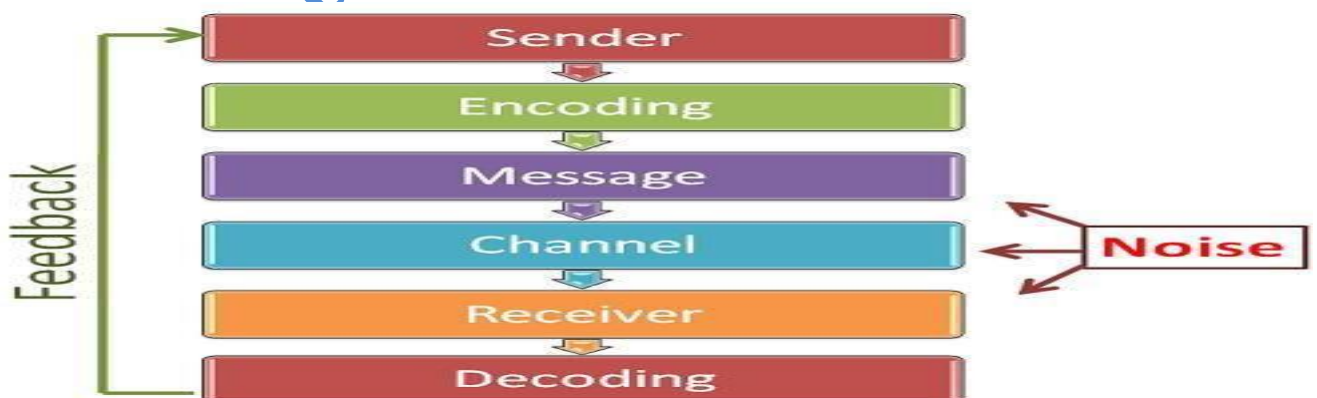 Sender
Encoding
Message
Channel
Receiver
Decoding
Feedback
Noise